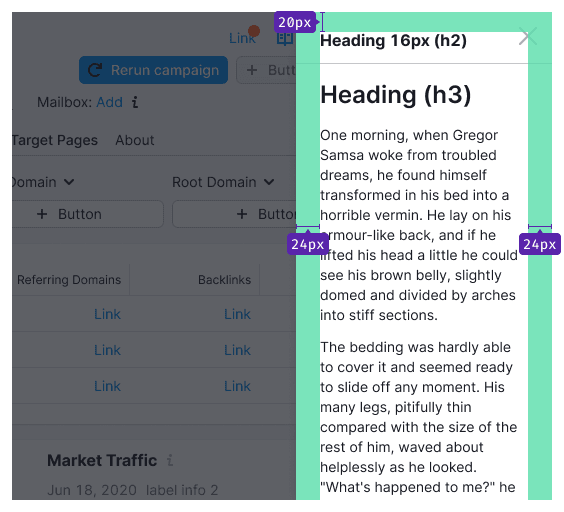 20px
Link
Heading 16px (h2)
Rerun campaign
Mailbox: Add
Heading (h3)
Target Pages
About
One morning, when Gregor
Samsa woke from troubled
dreams, he found himself
transformed in his bed into a
horrible vermin. He lay on his
armour-like back, and if he
lifted his head a little he could
see his brown belly, slightly
domed and divided by arches
into stiff sections.
Domain
Root Domain
+ Button
+ Button
24px
24px
Referring Domains
Backlinks
Link
Link
Link
Link
Link
Link
The bedding was hardly able
to cover it and seemed ready
to slide off any moment. His
many legs, pitifully thin
compared with the size of the
rest of him, waved about
helplessly as he looked.
"What's happened to me?" he
Market Traffic
Jun 18, 2020 label info 2